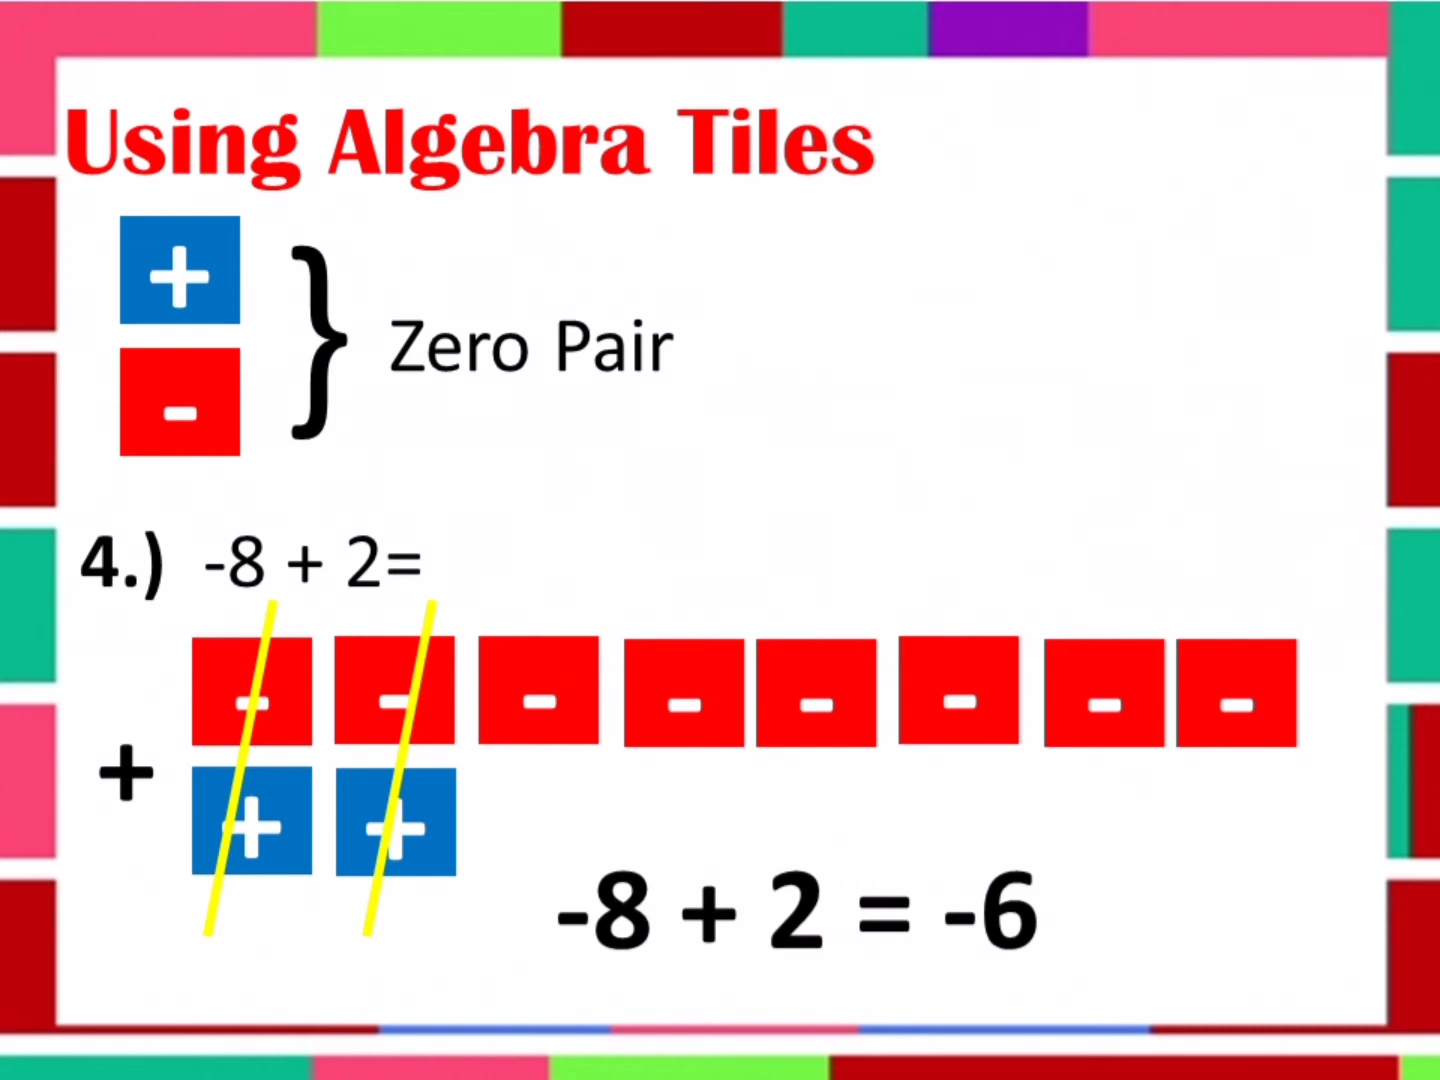 Using Algebra Tiles
+
}
Zero Pair
-
4.) -8 + 2=
- - - - - - - -
+
+ +
-8 + 2 = -6